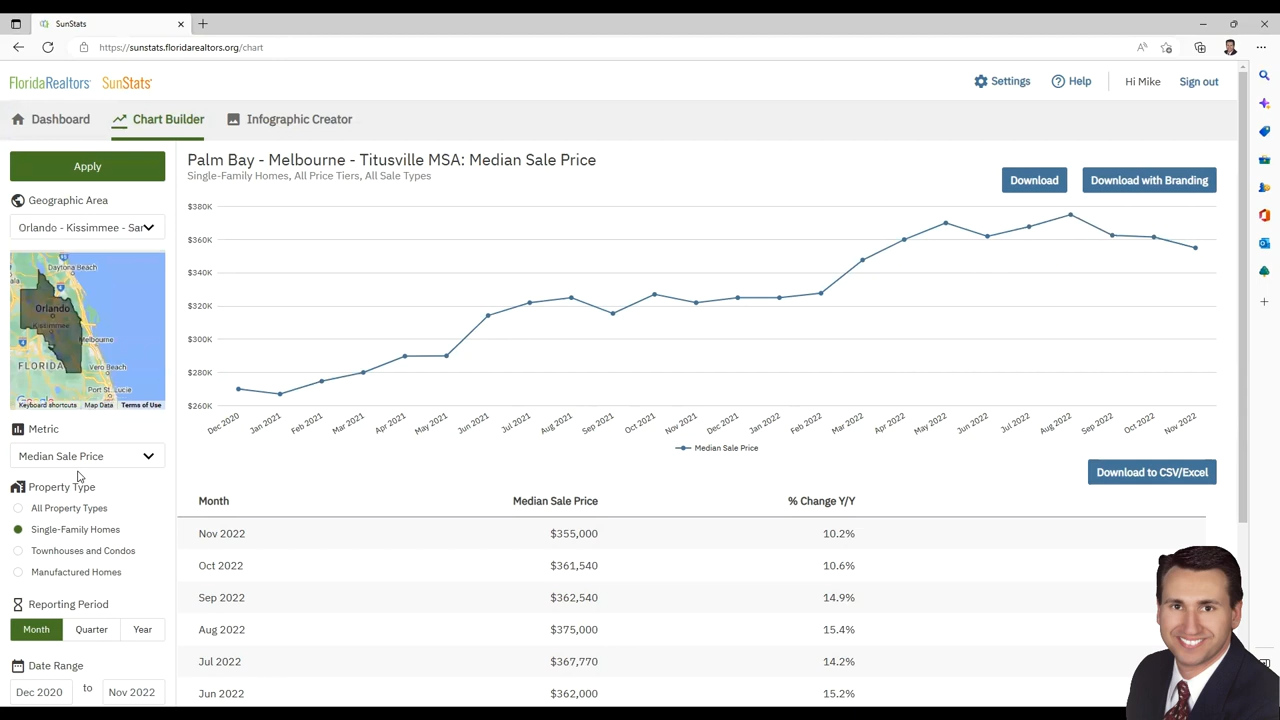 SunStats
https://sunstats.floridarealtors.org/chart
FloridaRealtors SunStats
Settings
Help
Hi Mike
Sign out
Dashboard
Chart Builder
Infographic Creator
Apply
Geographic Area
Orlando - Kissimmee - San
Daytona Beach
Orlando
Kissimmee
Melbourne
FLORIDA
Vero Beach
Port St. Lucie
Google
Keyboard shortcuts Map Data Terms of Use
Metric
Median Sale Price
Property Type
All Property Types
Single-Family Homes
Townhouses and Condos
Manufactured Homes
Reporting Period
Month Quarter Year
Date Range
Dec 2020 to Nov 2022
Palm Bay - Melbourne - Titusville MSA: Median Sale Price
Single-Family Homes, All Price Tiers, All Sale Types
Download
Download with Branding
$380K
$360K
$340K
$320K
$300K
$280K
$260K
Dec 2020 Jan 2021 Feb 2021 Mar 2021 Apr 2021 May 2021 Jun 2021 Jul 2021 Aug 2021 Sep 2021 Oct 2021 Nov 2021 Dec 2021 Jan 2022 Feb 2022 Mar 2022 Apr 2022 May 2022 Jun 2022 Jul 2022 Aug 2022 Sep 2022 Oct 2022 Nov 2022
Median Sale Price
Download to CSV/Excel
Month Median Sale Price % Change Y/Y
Nov 2022 $355,000 10.2%
Oct 2022 $361,540 10.6%
Sep 2022 $362,540 14.9%
Aug 2022 $375,000 15.4%
Jul 2022 $367,770 14.2%
Jun 2022 $362,000 15.2%